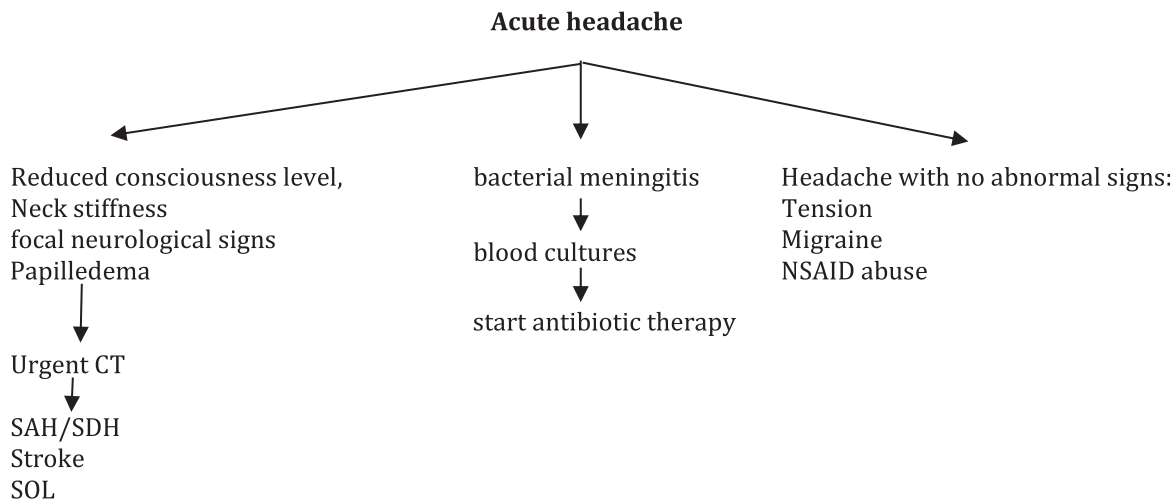 Acute headache
Reduced consciousness level,
Neck stiffness
focal neurological signs
Papilledema
Urgent CT
SAH/SDH
Stroke
SOL
bacterial meningitis
blood cultures
start antibiotic therapy
Headache with no abnormal signs:
Tension
Migraine
NSAID abuse